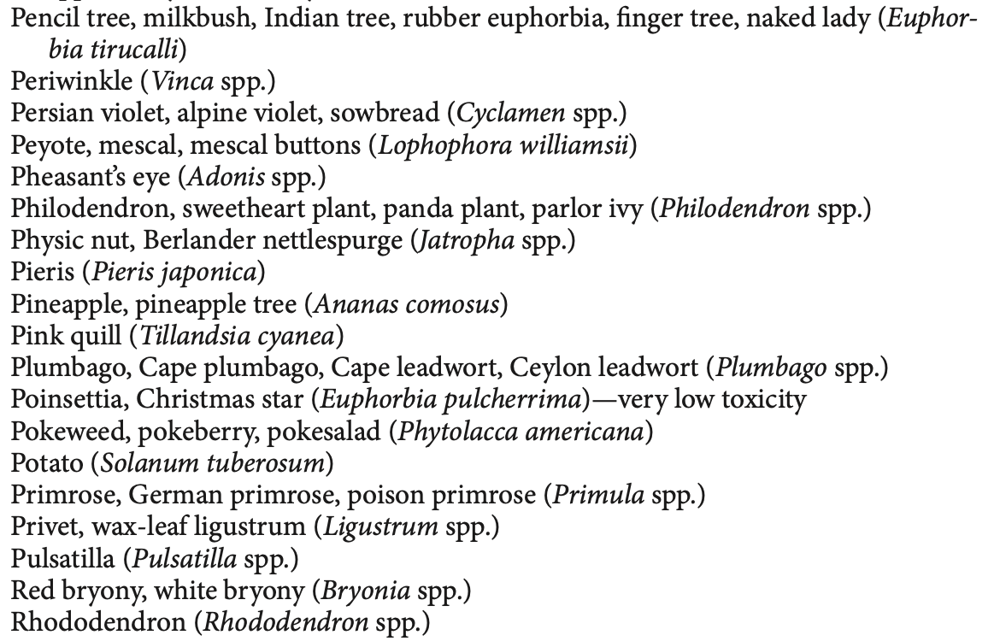 Pencil tree, milkbush, Indian tree, rubber euphorbia, finger tree, naked lady (Euphor-
bia tirucalli)
Periwinkle (Vinca spp.)
Persian violet, alpine violet, sowbread (Cyclamen spp.)
Peyote, mescal, mescal buttons (Lophophora williamsii)
Pheasant’s eye (Adonis spp.)
Philodendron, sweetheart plant, panda plant, parlor ivy (Philodendron spp.)
Physic nut, Berlander nettlespurge (Jatropha spp.)
Pieris (Pieris japonica)
Pineapple, pineapple tree (Ananas comosus)
Pink quill (Tillandsia cyanea)
Plumbago, Cape plumbago, Cape leadwort, Ceylon leadwort (Plumbago spp.)
Poinsettia, Christmas star (Euphorbia pulcherrima)—very low toxicity
Pokeweed, pokeberry, pokesalad (Phytolacca americana)
Potato (Solanum tuberosum)
Primrose, German primrose, poison primrose (Primula spp.)
Privet, wax-leaf ligustrum (Ligustrum spp.)
Pulsatilla (Pulsatilla spp.)
Red bryony, white bryony (Bryonia spp.)
Rhododendron (Rhododendron spp.)